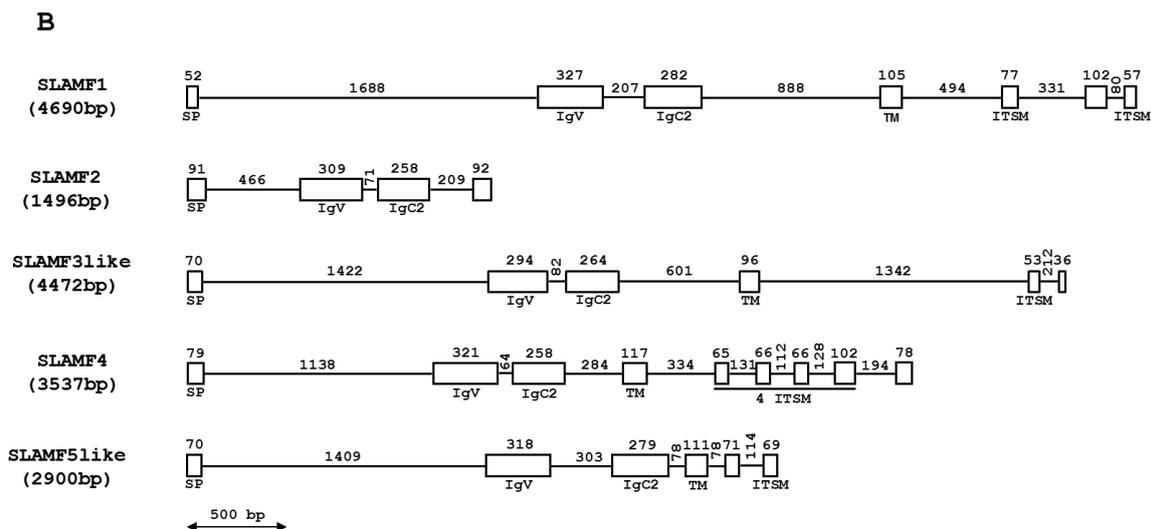 B
52 1688 327 207 282 888 105 494 77 331 102 80 57
SLAMF1
(4690bp)
SP IgV IgC2 TM ITSM ITSM
91 466 309 71 258 209 92
SLAMF2
(1496bp)
SP IgV IgC2
70 1422 294 82 264 601 96 1342 53 212 36
SLAMF3like
(4472bp)
SP IgV IgC2 TM ITSM
79 1138 321 64 258 284 117 334 65 131 66 112 66 128 102 194 78
SLAMF4
(3537bp)
SP IgV IgC2 TM 4 ITSM
70 1409 318 303 279 78 111 78 71 114 69
SLAMF5like
(2900bp)
SP IgV IgC2 TM ITSM
500 bp